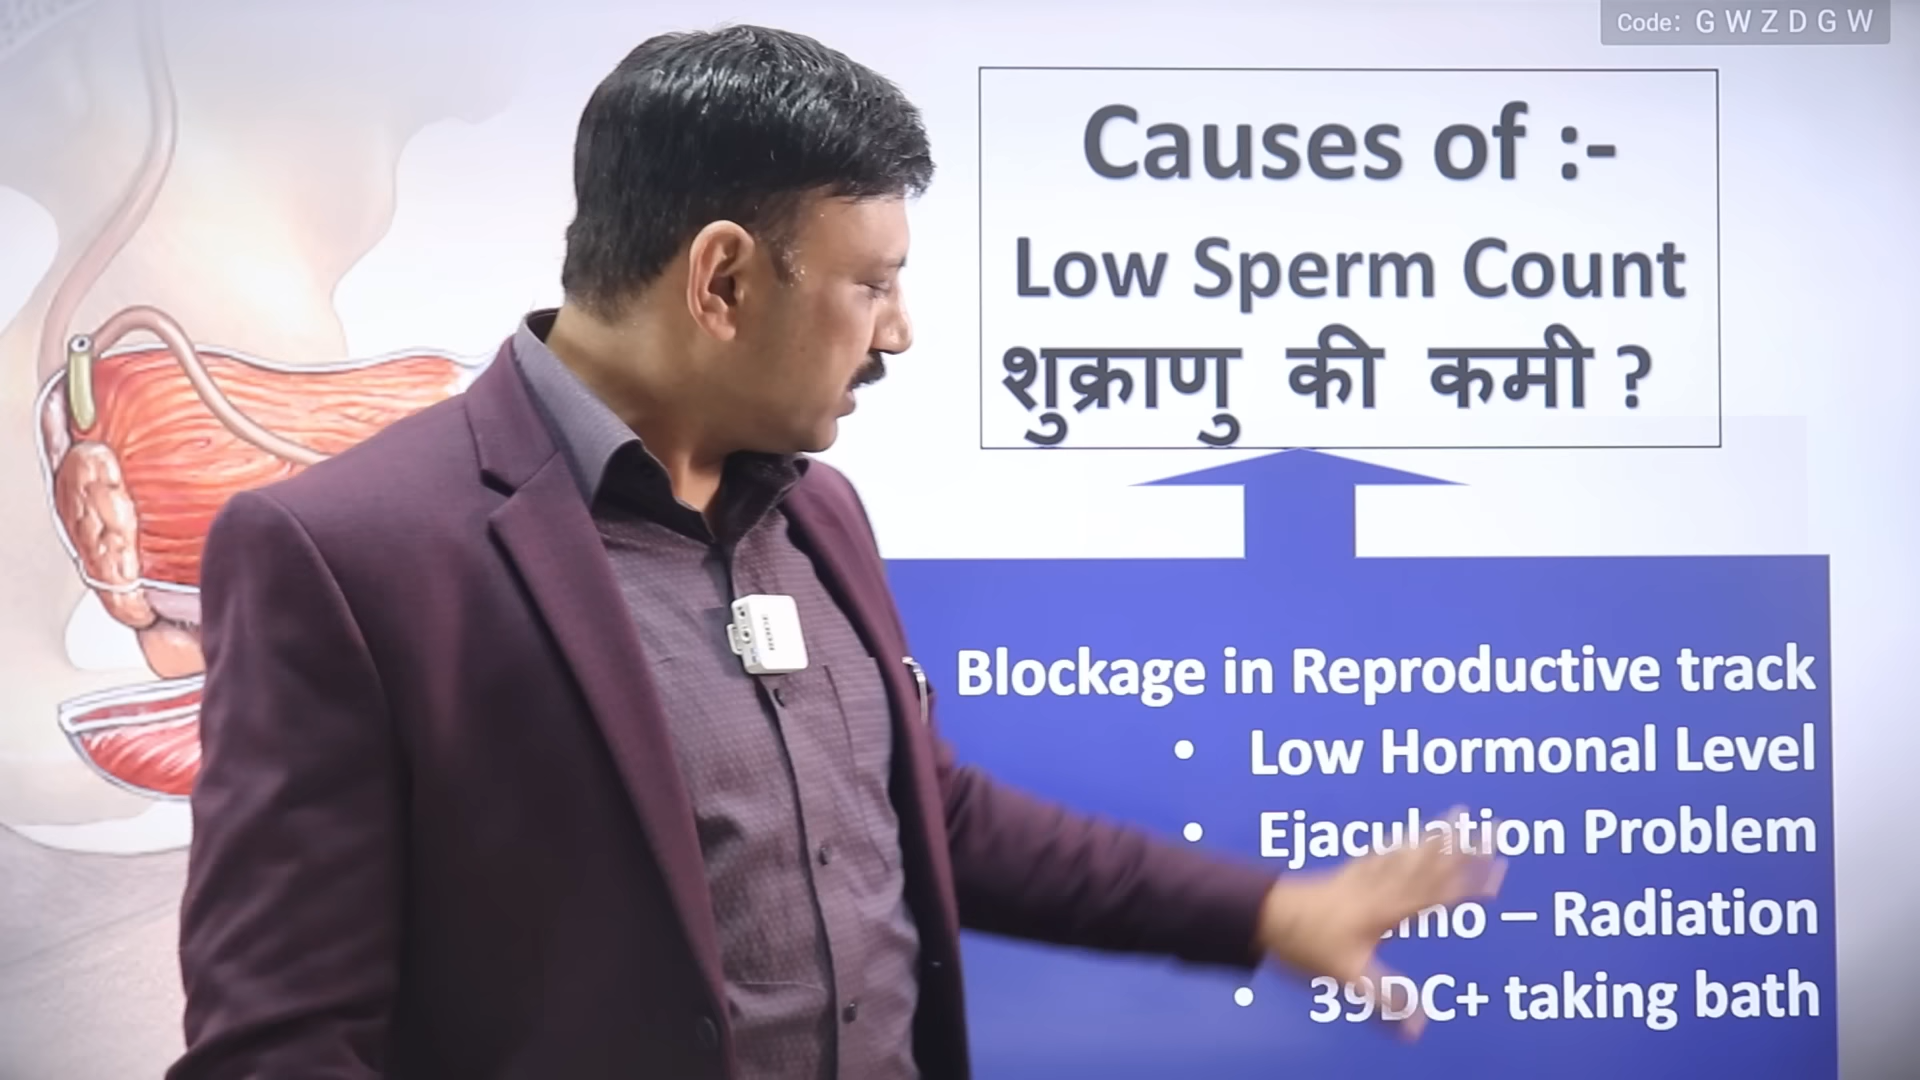 Code: G W Z D G W
Causes of :-
Low Sperm Count
शुक्राणु की कमी ?
Blockage in Reproductive track
• Low Hormonal Level
• Ejaculation Problem
– Radiation
• 39DC+ taking bath